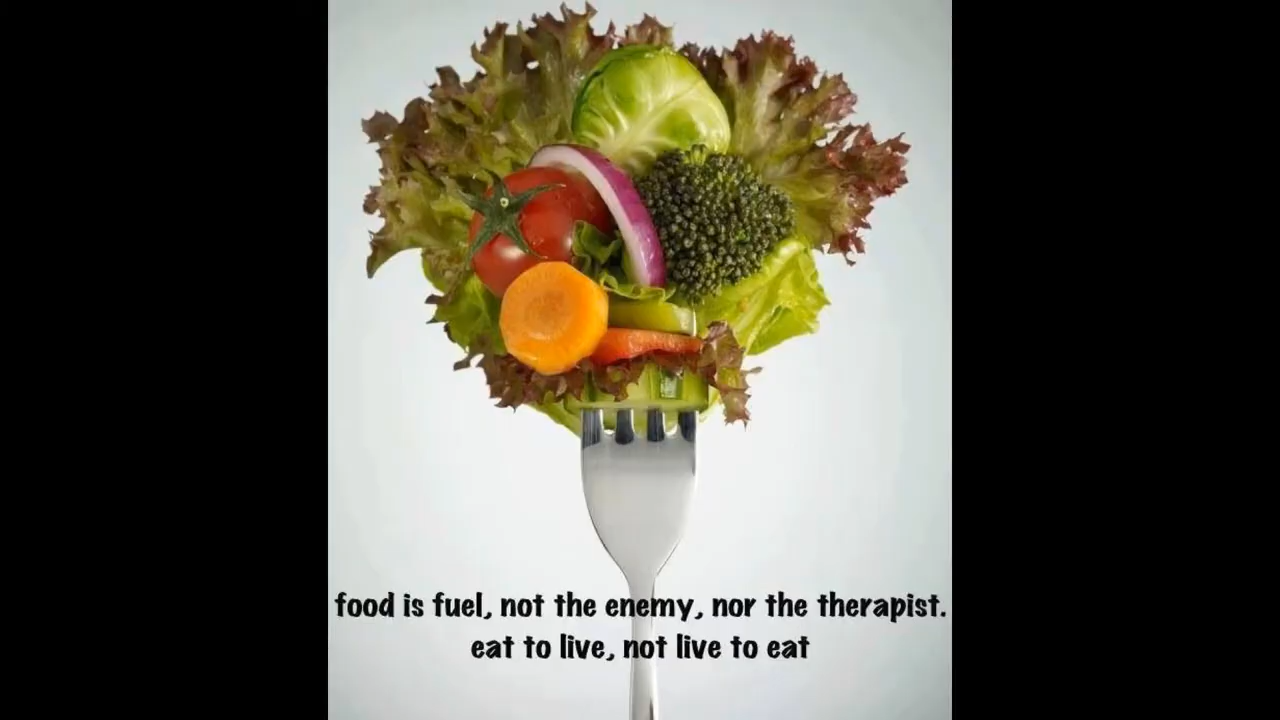 food is fuel, not the enemy, nor the therapist.
eat to live, not live to eat